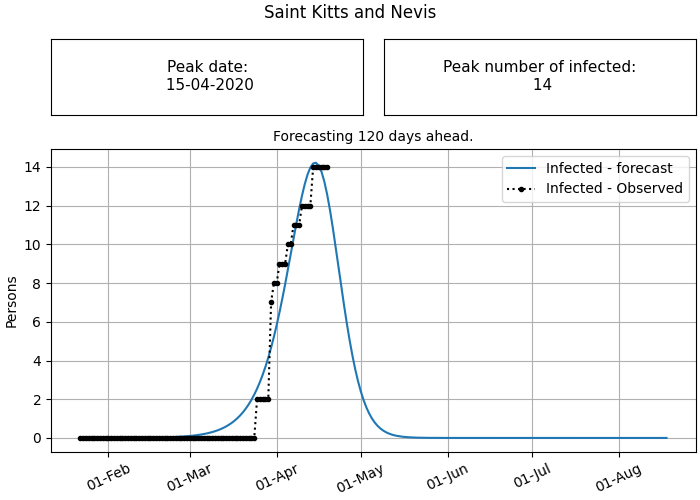 Saint Kitts and Nevis
Peak date:
15-04-2020
Peak number of infected:
14
Forecasting 120 days ahead.
Infected - forecast
Infected - Observed
Persons
14
12
10
8
6
4
2
0
01-Feb
01-Mar
01-Apr
01-May
01-Jun
01-Jul
01-Aug